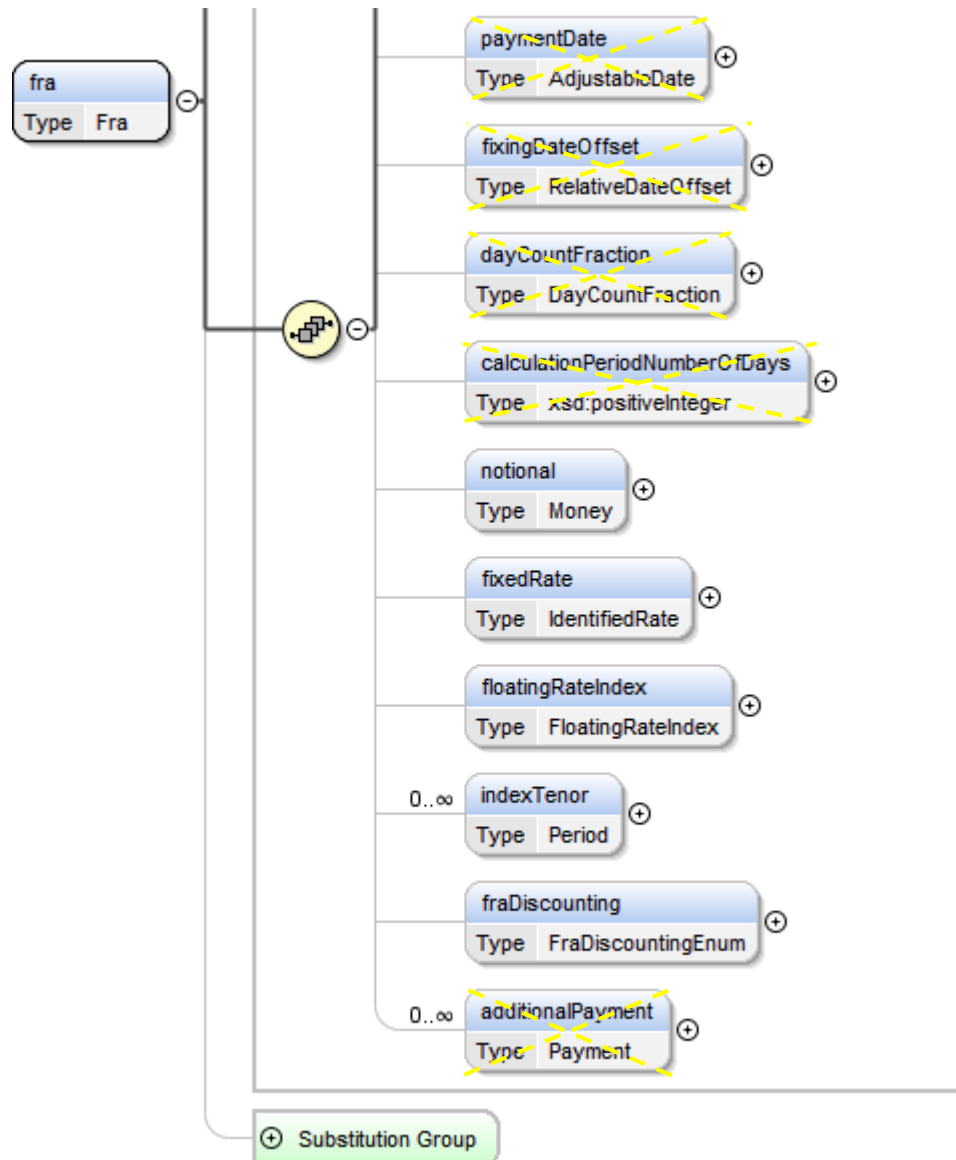 paymentDate
Type AdjustableDate
fra
Type Fra
fixingDateOffset
Type RelativeDateOffset
dayCountFraction
Type DayCountFraction
calculationPeriodNumberOfDays
Type xsd:positiveInteger
notional
Type Money
fixedRate
Type IdentifiedRate
floatingRateIndex
Type FloatingRateIndex
0..∞ indexTenor
Type Period
fraDiscounting
Type FraDiscountingEnum
0..∞ additionalPayment
Type Payment
Substitution Group